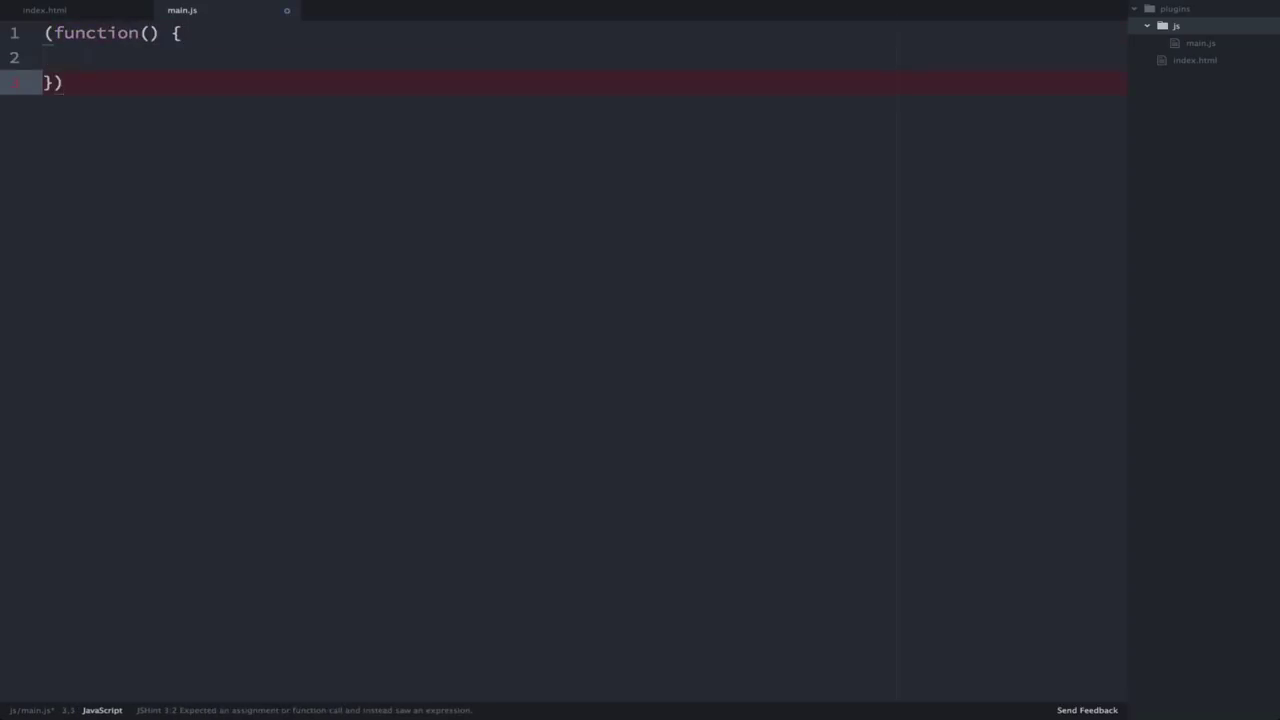 index.html
main.js
plugins
js
main.js
index.html
1 (function() {
2
3 })
js/main.js* 3,3 JavaScript JSHint 3:2 Expected an assignment or function call and instead saw an expression.
Send Feedback